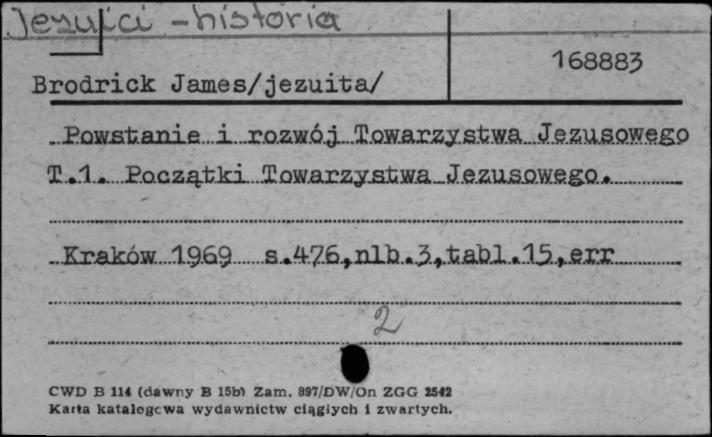 Jezuici - historia
168883
Brodrick James/jezuita/
Powstanie i rozwój Towarzystwa Jezusowego
T.1. Początki Towarzystwa Jezusowego.
Kraków 1969 s.476,nlb.3,tabl.15,err
2
CWD B 114 (dawny B 15b) Zam. 897/DW/On ZGG 2542
Karta katalogowa wydawnictw ciągłych i zwartych.